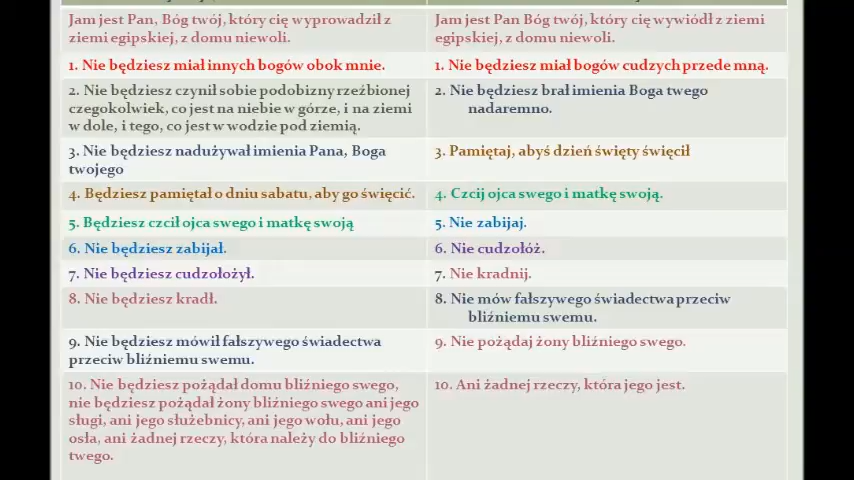 Jam jest Pan, Bóg twój, który cię wyprowadził z
ziemi egipskiej, z domu niewoli.
Jam jest Pan Bóg twój, który cię wywiódł z ziemi
egipskiej, z domu niewoli.
1. Nie będziesz miał innych bogów obok mnie.
1. Nie będziesz miał bogów cudzych przede mną.
2. Nie będziesz czynił sobie podobizny rzeźbionej
czegokolwiek, co jest na niebie w górze, i na ziemi
w dole, i tego, co jest w wodzie pod ziemią.
2. Nie będziesz brał imienia Boga twego
nadaremno.
3. Nie będziesz nadużywał imienia Pana, Boga
twojego
3. Pamiętaj, abyś dzień święty święcił
4. Będziesz pamiętał o dniu sabatu, aby go święcić.
4. Czcij ojca swego i matkę swoją.
5. Będziesz czcił ojca swego i matkę swoją
5. Nie zabijaj.
6. Nie będziesz zabijał.
6. Nie cudzołóż.
7. Nie będziesz cudzołożył.
7. Nie kradnij.
8. Nie będziesz kradł.
8. Nie mów fałszywego świadectwa przeciw
bliźniemu swemu.
9. Nie będziesz mówił fałszywego świadectwa
przeciw bliźniemu swemu.
9. Nie pożądaj żony bliźniego swego.
10. Nie będziesz pożądał domu bliźniego swego,
nie będziesz pożądał żony bliźniego swego ani jego
sługi, ani jego służebnicy, ani jego wołu, ani jego
osła, ani żadnej rzeczy, która należy do bliźniego
twego.
10. Ani żadnej rzeczy, która jego jest.